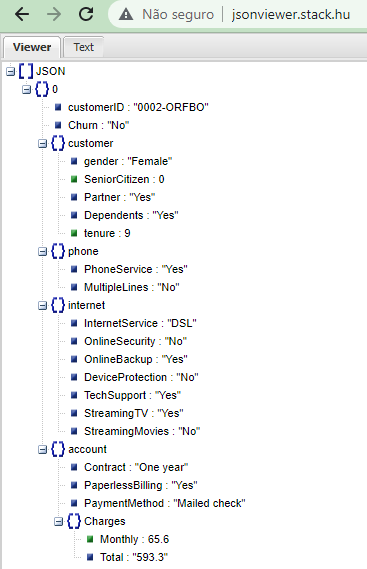 Não seguro | jsonviewer.stack.hu
Viewer Text
JSON
0
customerID : "0002-ORFBO"
Churn : "No"
customer
gender : "Female"
SeniorCitizen : 0
Partner : "Yes"
Dependents : "Yes"
tenure : 9
phone
PhoneService : "Yes"
MultipleLines : "No"
internet
InternetService : "DSL"
OnlineSecurity : "No"
OnlineBackup : "Yes"
DeviceProtection : "No"
TechSupport : "Yes"
StreamingTV : "Yes"
StreamingMovies : "No"
account
Contract : "One year"
PaperlessBilling : "Yes"
PaymentMethod : "Mailed check"
Charges
Monthly : 65.6
Total : "593.3"